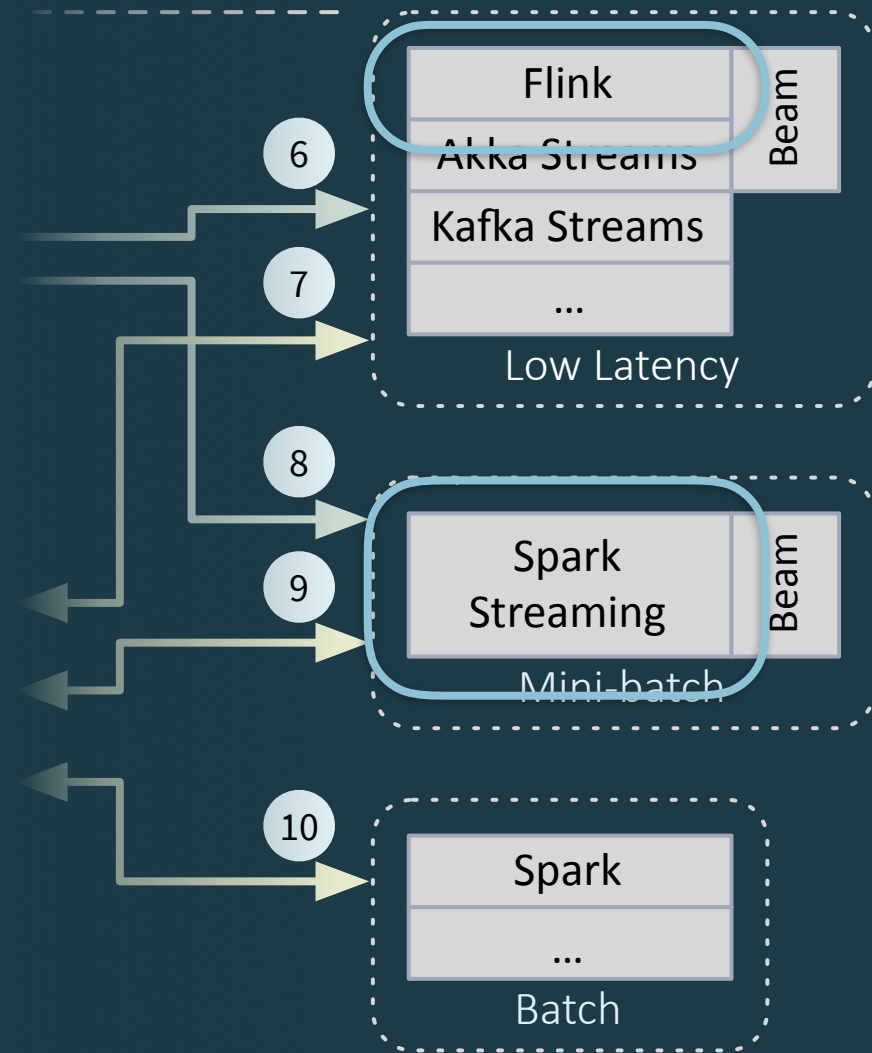 Flink
Beam
6
Akka Streams
Kafka Streams
7
...
Low Latency
8
Spark
Streaming
Beam
9
Mini-batch
10
Spark
...
Batch